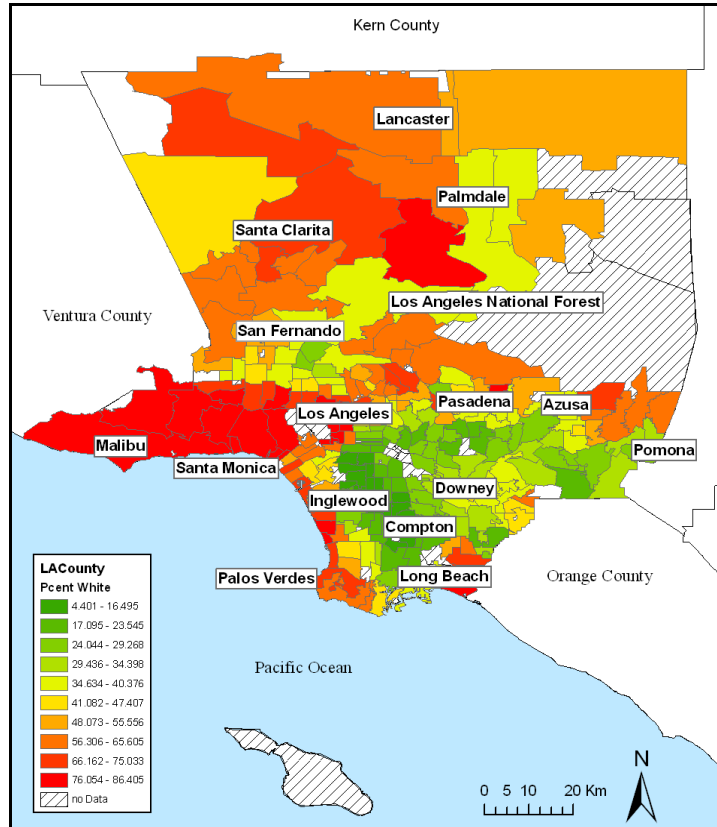 Kern County
Lancaster
Palmdale
Santa Clarita
Los Angeles National Forest
Ventura County
San Fernando
Pasadena
Azusa
Los Angeles
Malibu
Pomona
Santa Monica
Downey
Inglewood
Compton
Palos Verdes
Long Beach
Orange County
Pacific Ocean
LACounty
Pcent White
4.401 - 16.495
17.095 - 23.545
24.044 - 29.268
29.436 - 34.398
34.634 - 40.376
41.082 - 47.407
48.073 - 55.556
56.306 - 65.605
66.162 - 75.033
76.054 - 86.405
no Data
N
0 5 10 20 Km